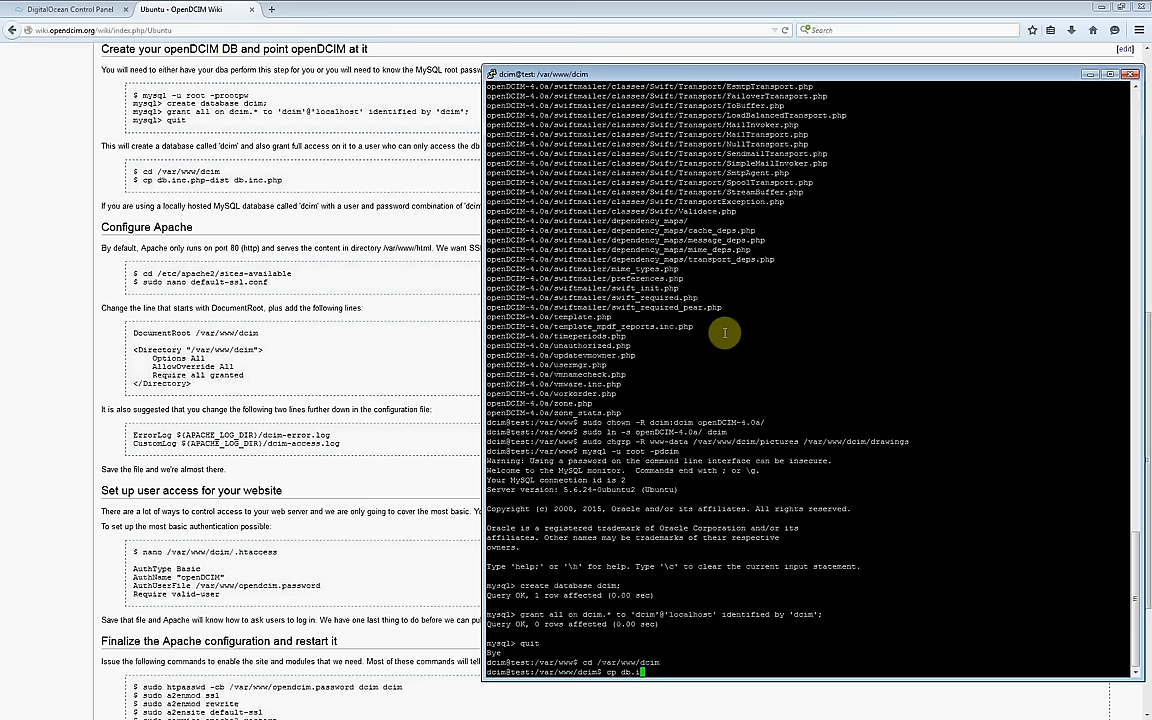 DigitalOcean Control Panel
Ubuntu - OpenDCIM Wiki
wiki.opendcim.org/wiki/index.php/Ubuntu
Search
Create your openDCIM DB and point openDCIM at it
[edit]
You will need to either have your dba perform this step for you or you will need to know the MySQL root passw
$ mysql -u root -prootpw
mysql> create database dcim;
mysql> grant all on dcim.* to 'dcim'@'localhost' identified by 'dcim';
mysql> quit
This will create a database called 'dcim' and also grant full access on it to a user who can only access the db
$ cd /var/www/dcim
$ cp db.inc.php-dist db.inc.php
If you are using a locally hosted MySQL database called 'dcim' with a user and password combination of 'dcim
Configure Apache
By default, Apache only runs on port 80 (http) and serves the content in directory /var/www/html. We want SS
$ cd /etc/apache2/sites-available
$ sudo nano default-ssl.conf
Change the line that starts with DocumentRoot, plus add the following lines:
DocumentRoot /var/www/dcim
<Directory "/var/www/dcim">
Options All
AllowOverride All
Require all granted
</Directory>
It is also suggested that you change the following two lines further down in the configuration file:
ErrorLog ${APACHE_LOG_DIR}/dcim-error.log
CustomLog ${APACHE_LOG_DIR}/dcim-access.log
Save the file and we're almost there.
Set up user access for your website
There are a lot of ways to control access to your web server and we are only going to cover the most basic. Y
To set up the most basic authentication possible:
$ nano /var/www/dcim/.htaccess
AuthType Basic
AuthName "openDCIM"
AuthUserFile /var/www/opendcim.password
Require valid-user
Save that file and Apache will know how to ask users to log in. We have one last thing to do before we can pu
Finalize the Apache configuration and restart it
Issue the following commands to enable the site and modules that we need. Most of these commands will tell
$ sudo htpasswd -cb /var/www/opendcim.password dcim dcim
$ sudo a2enmod ssl
$ sudo a2enmod rewrite
$ sudo a2ensite default-ssl
dcim@test: /var/www/dcim
openDCIM-4.0a/swiftmailer/classes/Swift/Transport/EsmtpTransport.php
openDCIM-4.0a/swiftmailer/classes/Swift/Transport/FailoverTransport.php
openDCIM-4.0a/swiftmailer/classes/Swift/Transport/IoBuffer.php
openDCIM-4.0a/swiftmailer/classes/Swift/Transport/LoadBalancedTransport.php
openDCIM-4.0a/swiftmailer/classes/Swift/Transport/MailInvoker.php
openDCIM-4.0a/swiftmailer/classes/Swift/Transport/MailTransport.php
openDCIM-4.0a/swiftmailer/classes/Swift/Transport/NullTransport.php
openDCIM-4.0a/swiftmailer/classes/Swift/Transport/SendmailTransport.php
openDCIM-4.0a/swiftmailer/classes/Swift/Transport/SimpleMailInvoker.php
openDCIM-4.0a/swiftmailer/classes/Swift/Transport/SmtpAgent.php
openDCIM-4.0a/swiftmailer/classes/Swift/Transport/SpoolTransport.php
openDCIM-4.0a/swiftmailer/classes/Swift/Transport/StreamBuffer.php
openDCIM-4.0a/swiftmailer/classes/Swift/TransportException.php
openDCIM-4.0a/swiftmailer/classes/Swift/Validate.php
openDCIM-4.0a/swiftmailer/dependency_maps/
openDCIM-4.0a/swiftmailer/dependency_maps/cache_deps.php
openDCIM-4.0a/swiftmailer/dependency_maps/message_deps.php
openDCIM-4.0a/swiftmailer/dependency_maps/mime_deps.php
openDCIM-4.0a/swiftmailer/dependency_maps/transport_deps.php
openDCIM-4.0a/swiftmailer/mime_types.php
openDCIM-4.0a/swiftmailer/preferences.php
openDCIM-4.0a/swiftmailer/swift_init.php
openDCIM-4.0a/swiftmailer/swift_required.php
openDCIM-4.0a/swiftmailer/swift_required_pear.php
openDCIM-4.0a/template.php
openDCIM-4.0a/template_mpdf_reports.inc.php
openDCIM-4.0a/timeperiods.php
openDCIM-4.0a/unauthorized.php
openDCIM-4.0a/updatevmowner.php
openDCIM-4.0a/usermgr.php
openDCIM-4.0a/vmnamecheck.php
openDCIM-4.0a/vmware.inc.php
openDCIM-4.0a/workorder.php
openDCIM-4.0a/zone.php
openDCIM-4.0a/zone_stats.php
dcim@test:/var/www$ sudo chown -R dcim:dcim openDCIM-4.0a/
dcim@test:/var/www$ sudo ln -s openDCIM-4.0a/ dcim
dcim@test:/var/www$ sudo chgrp -R www-data /var/www/dcim/pictures /var/www/dcim/drawings
dcim@test:/var/www$ mysql -u root -pdcim
Warning: Using a password on the command line interface can be insecure.
Welcome to the MySQL monitor.  Commands end with ; or \g.
Your MySQL connection id is 2
Server version: 5.6.24-0ubuntu2 (Ubuntu)
Copyright (c) 2000, 2015, Oracle and/or its affiliates. All rights reserved.
Oracle is a registered trademark of Oracle Corporation and/or its
affiliates. Other names may be trademarks of their respective
owners.
Type 'help;' or '\h' for help. Type '\c' to clear the current input statement.
mysql> create database dcim;
Query OK, 1 row affected (0.00 sec)
mysql> grant all on dcim.* to 'dcim'@'localhost' identified by 'dcim';
Query OK, 0 rows affected (0.00 sec)
mysql> quit
Bye
dcim@test:/var/www$ cd /var/www/dcim
dcim@test:/var/www/dcim$ cp db.i